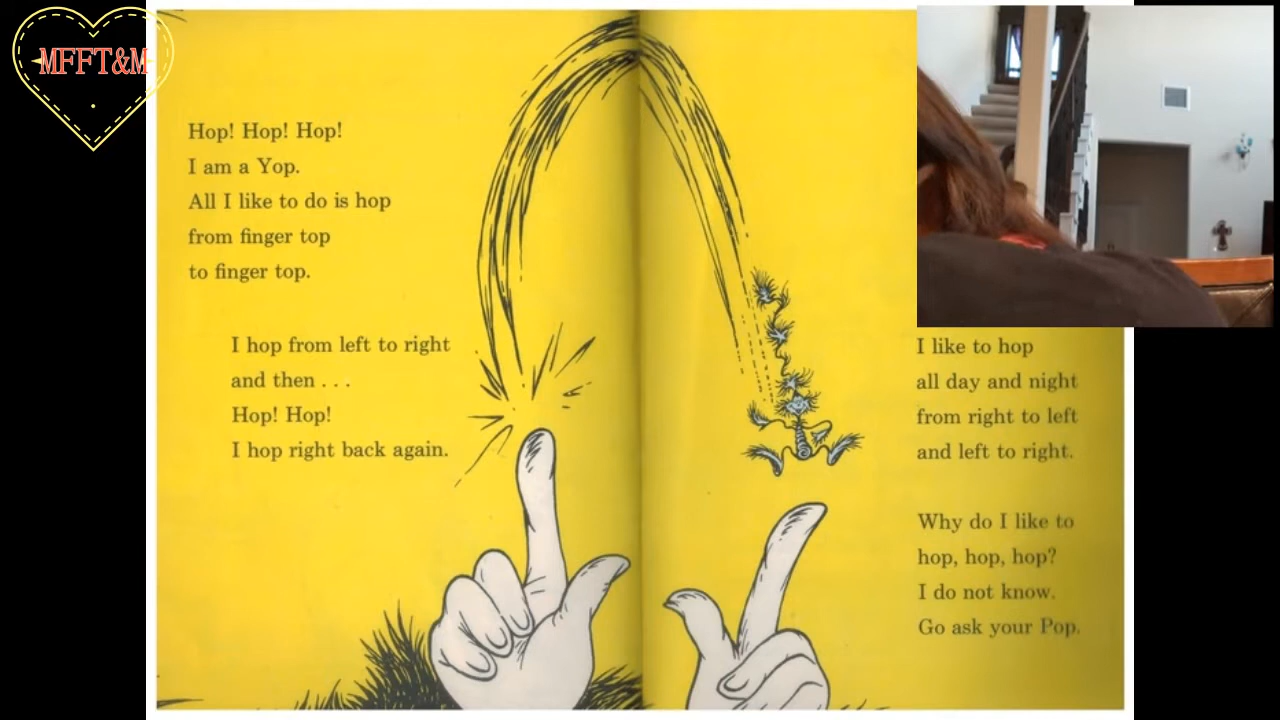 MFFT&M
Hop! Hop! Hop!
I am a Yop.
All I like to do is hop
from finger top
to finger top.
I hop from left to right
and then . . .
Hop! Hop!
I hop right back again.
I like to hop
all day and night
from right to left
and left to right.
Why do I like to
hop, hop, hop?
I do not know.
Go ask your Pop.